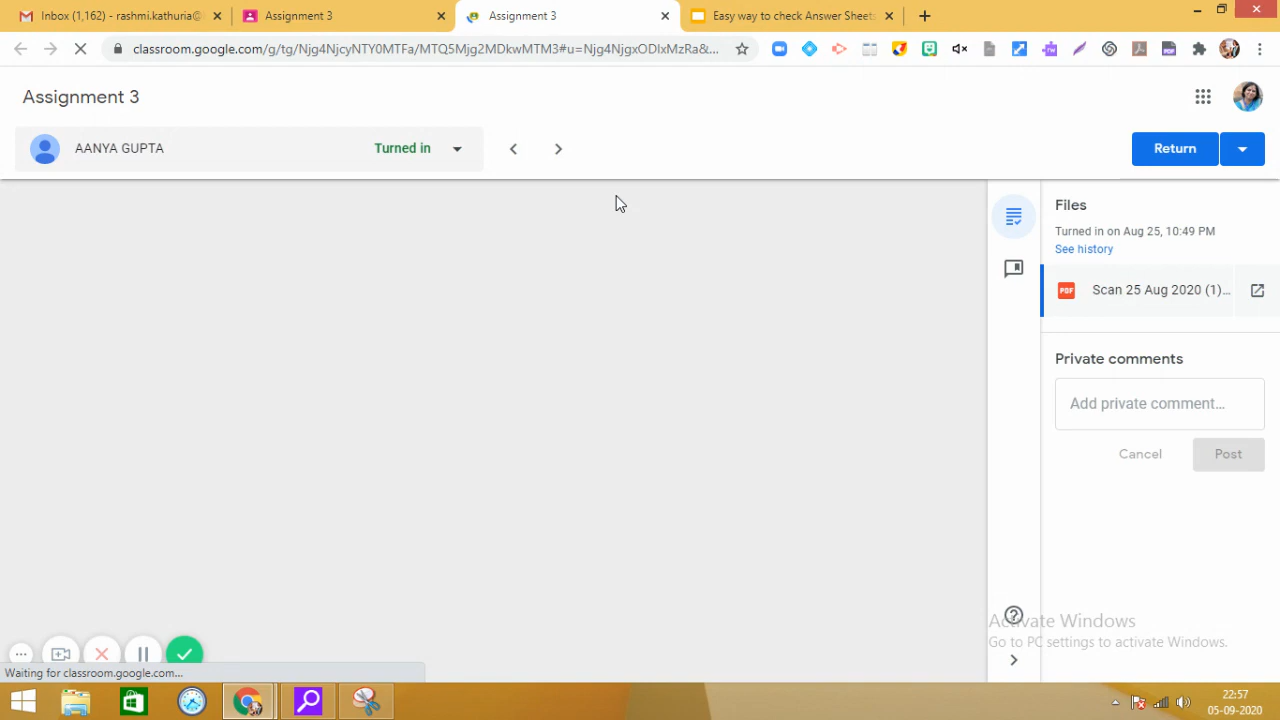 Inbox (1,162) - rashmi.kathuria@
Assignment 3
Assignment 3
Easy way to check Answer Sheets
classroom.google.com/g/tg/Njg4NjcyNTY0MTFa/MTQ5Mjg2MDkwMTM3#u=Njg4NjgxODIxMzRa&...
Assignment 3
AANYA GUPTA
Turned in
Return
Files
Turned in on Aug 25, 10:49 PM
See history
PDF
Scan 25 Aug 2020 (1)...
Private comments
Add private comment...
Cancel
Post
Activate Windows
Go to PC settings to activate Windows.
Waiting for classroom.google.com...
22:57
05-09-2020